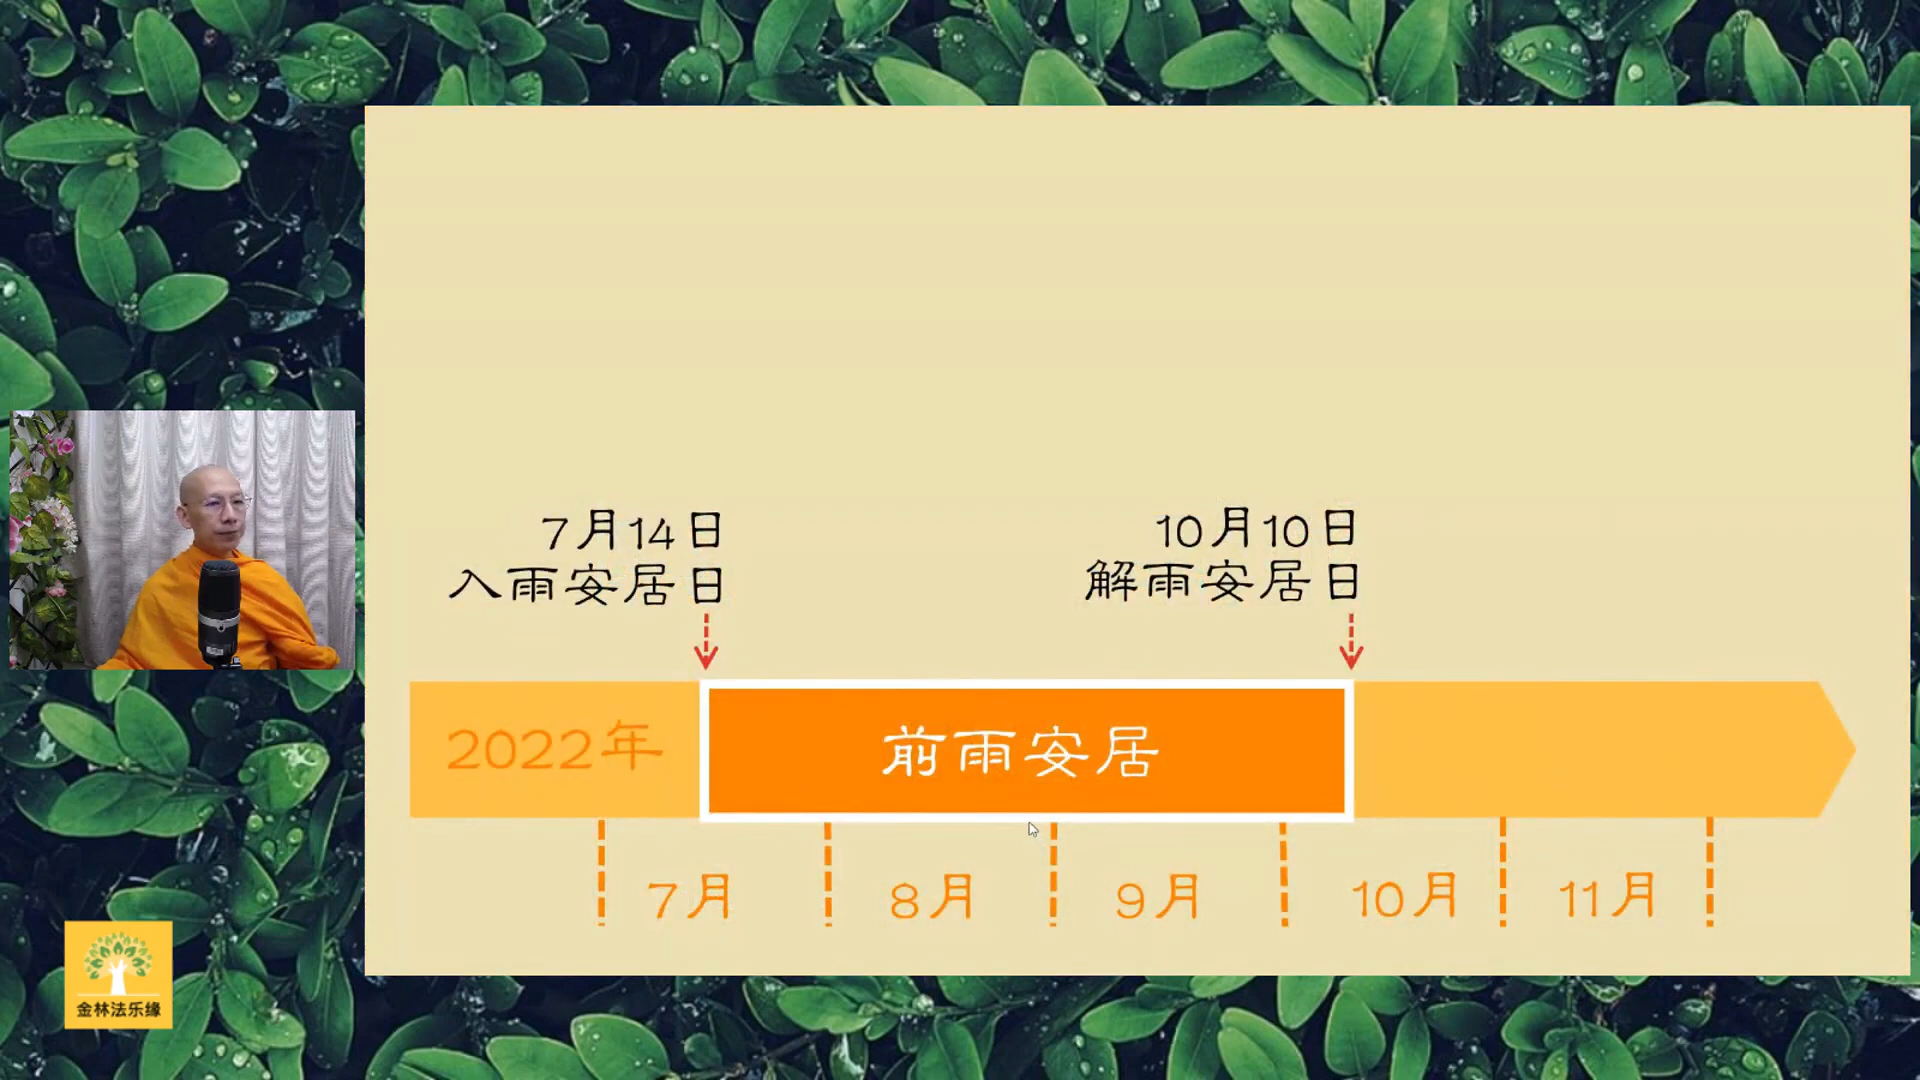 7月14日
入雨安居日
10月10日
解雨安居日
2022年
前雨安居
7月
8月
9月
10月
11月
金林法乐缘